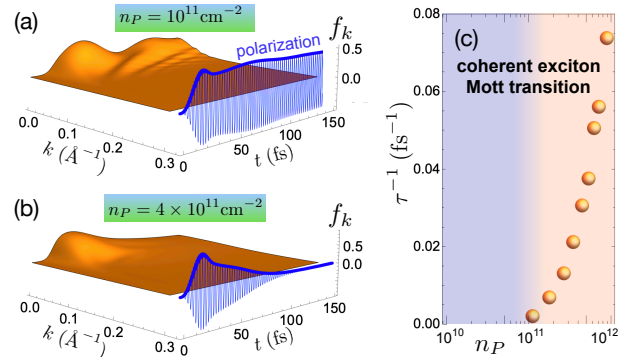 (a)
n_P = 10^11 cm^-2
f_k
polarization
0.5
0.0
0.0
0.1
0.2
0.3
k (Å^-1)
0
50
100
150
t (fs)
(b)
n_P = 4 × 10^11 cm^-2
f_k
0.5
0.0
0.0
0.1
0.2
0.3
k (Å^-1)
0
50
100
150
t (fs)
(c)
coherent exciton
Mott transition
τ^-1 (fs^-1)
0.08
0.06
0.04
0.02
0.00
10^10
10^11
10^12
n_P